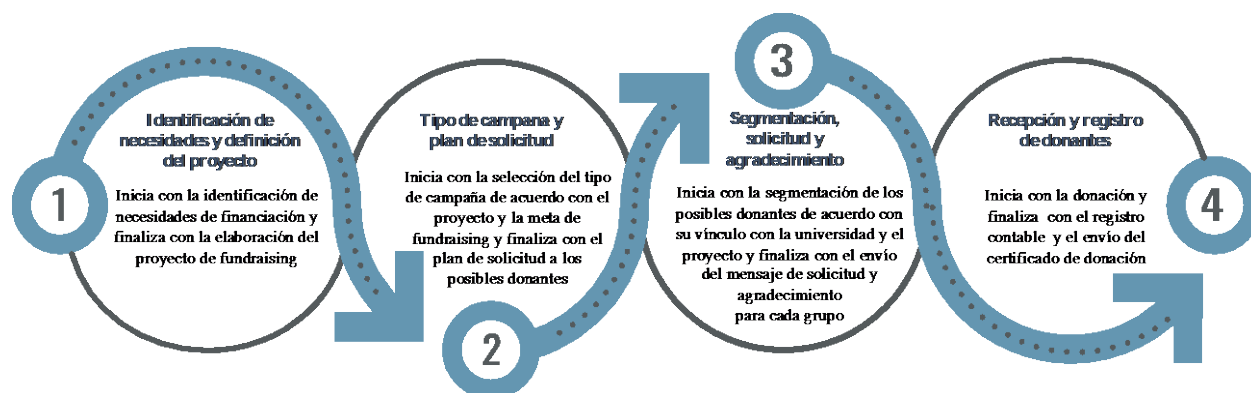 1
Identificación de
necesidades y definición
del proyecto
Inicia con la identificación de
necesidades de financiación y
finaliza con la elaboración del
proyecto de fundraising
2
Tipo de campana y
plan de solicitud
Inicia con la selección del tipo
de campaña de acuerdo con el
proyecto y la meta de
fundraising y finaliza con el
plan de solicitud a los
posibles donantes
3
Segmentación,
solicitud y
agradecimiento
Inicia con la segmentación de los
posibles donantes de acuerdo con
su vínculo con la universidad y el
proyecto y finaliza con el envío
del mensaje de solicitud y
agradecimiento
para cada grupo
4
Recepción y registro
de donantes
Inicia con la donación y
finaliza con el registro
contable y el envío del
certificado de donación